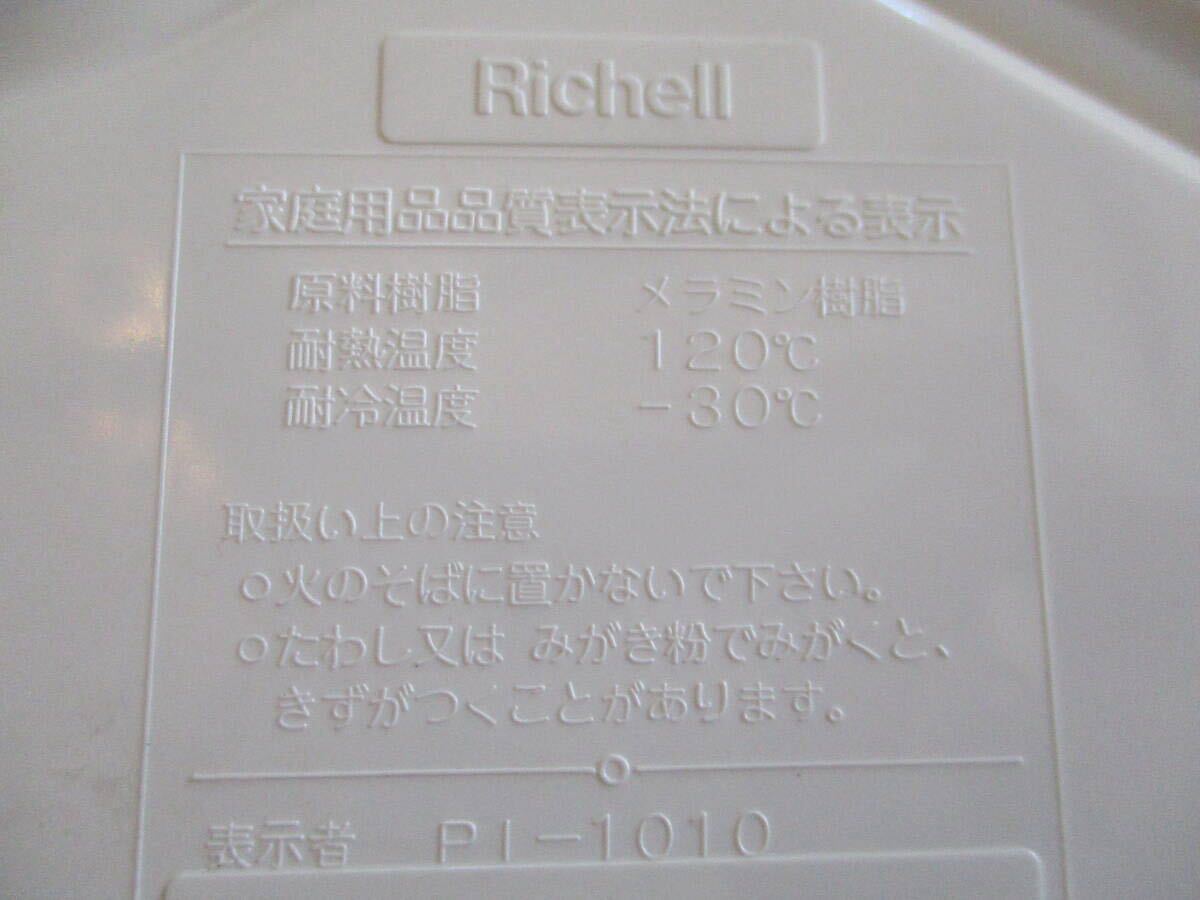 Richell
家庭用品品質表示法による表示
原料樹脂 メラミン樹脂
耐熱温度 120℃
耐冷温度 -30℃
取扱い上の注意
○火のそばに置かないで下さい。
○たわし又は みがき粉でみがくと、
きずがつくことがあります。
表示者 PI-1010